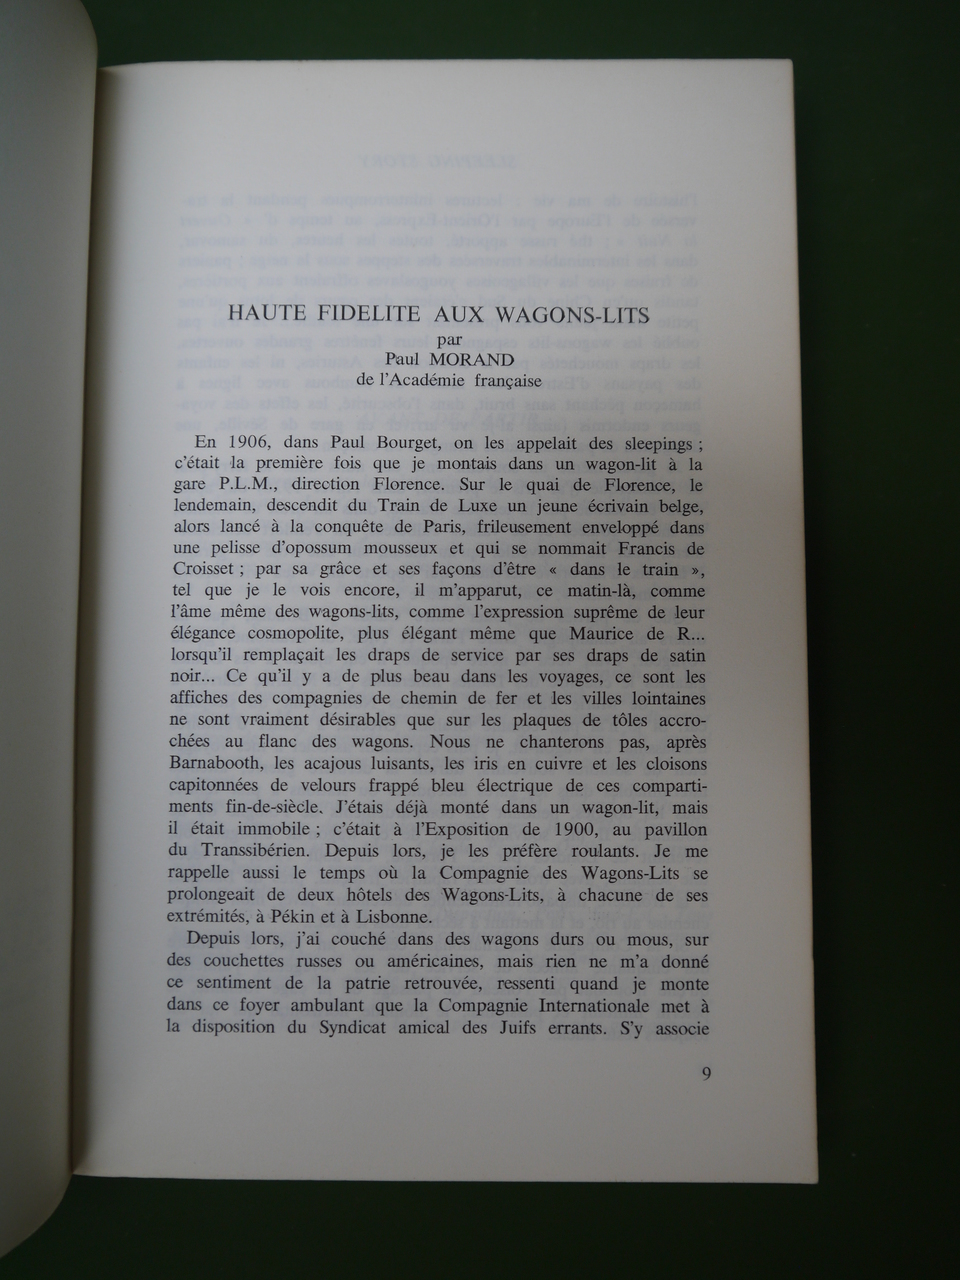 HAUTE FIDELITE AUX WAGONS-LITS
par
Paul MORAND
de l'Académie française
En 1906, dans Paul Bourget, on les appelait des sleepings ;
c'était la première fois que je montais dans un wagon-lit à la
gare P.L.M., direction Florence. Sur le quai de Florence, le
lendemain, descendit du Train de Luxe un jeune écrivain belge,
alors lancé à la conquête de Paris, frileusement enveloppé dans
une pelisse d'opossum mousseux et qui se nommait Francis de
Croisset ; par sa grâce et ses façons d'être « dans le train »,
tel que je le vois encore, il m'apparut, ce matin-là, comme
l'âme même des wagons-lits, comme l'expression suprême de leur
élégance cosmopolite, plus élégant même que Maurice de R...
lorsqu'il remplaçait les draps de service par ses draps de satin
noir... Ce qu'il y a de plus beau dans les voyages, ce sont les
affiches des compagnies de chemin de fer et les villes lointaines
ne sont vraiment désirables que sur les plaques de tôles accro-
chées au flanc des wagons. Nous ne chanterons pas, après
Barnabooth, les acajous luisants, les iris en cuivre et les cloisons
capitonnées de velours frappé bleu électrique de ces comparti-
ments fin-de-siècle. J'étais déjà monté dans un wagon-lit, mais
il était immobile ; c'était à l'Exposition de 1900, au pavillon
du Transsibérien. Depuis lors, je les préfère roulants. Je me
rappelle aussi le temps où la Compagnie des Wagons-Lits se
prolongeait de deux hôtels des Wagons-Lits, à chacune de ses
extrémités, à Pékin et à Lisbonne.
Depuis lors, j'ai couché dans des wagons durs ou mous, sur
des couchettes russes ou américaines, mais rien ne m'a donné
ce sentiment de la patrie retrouvée, ressenti quand je monte
dans ce foyer ambulant que la Compagnie Internationale met à
la disposition du Syndicat amical des Juifs errants. S'y associe
9